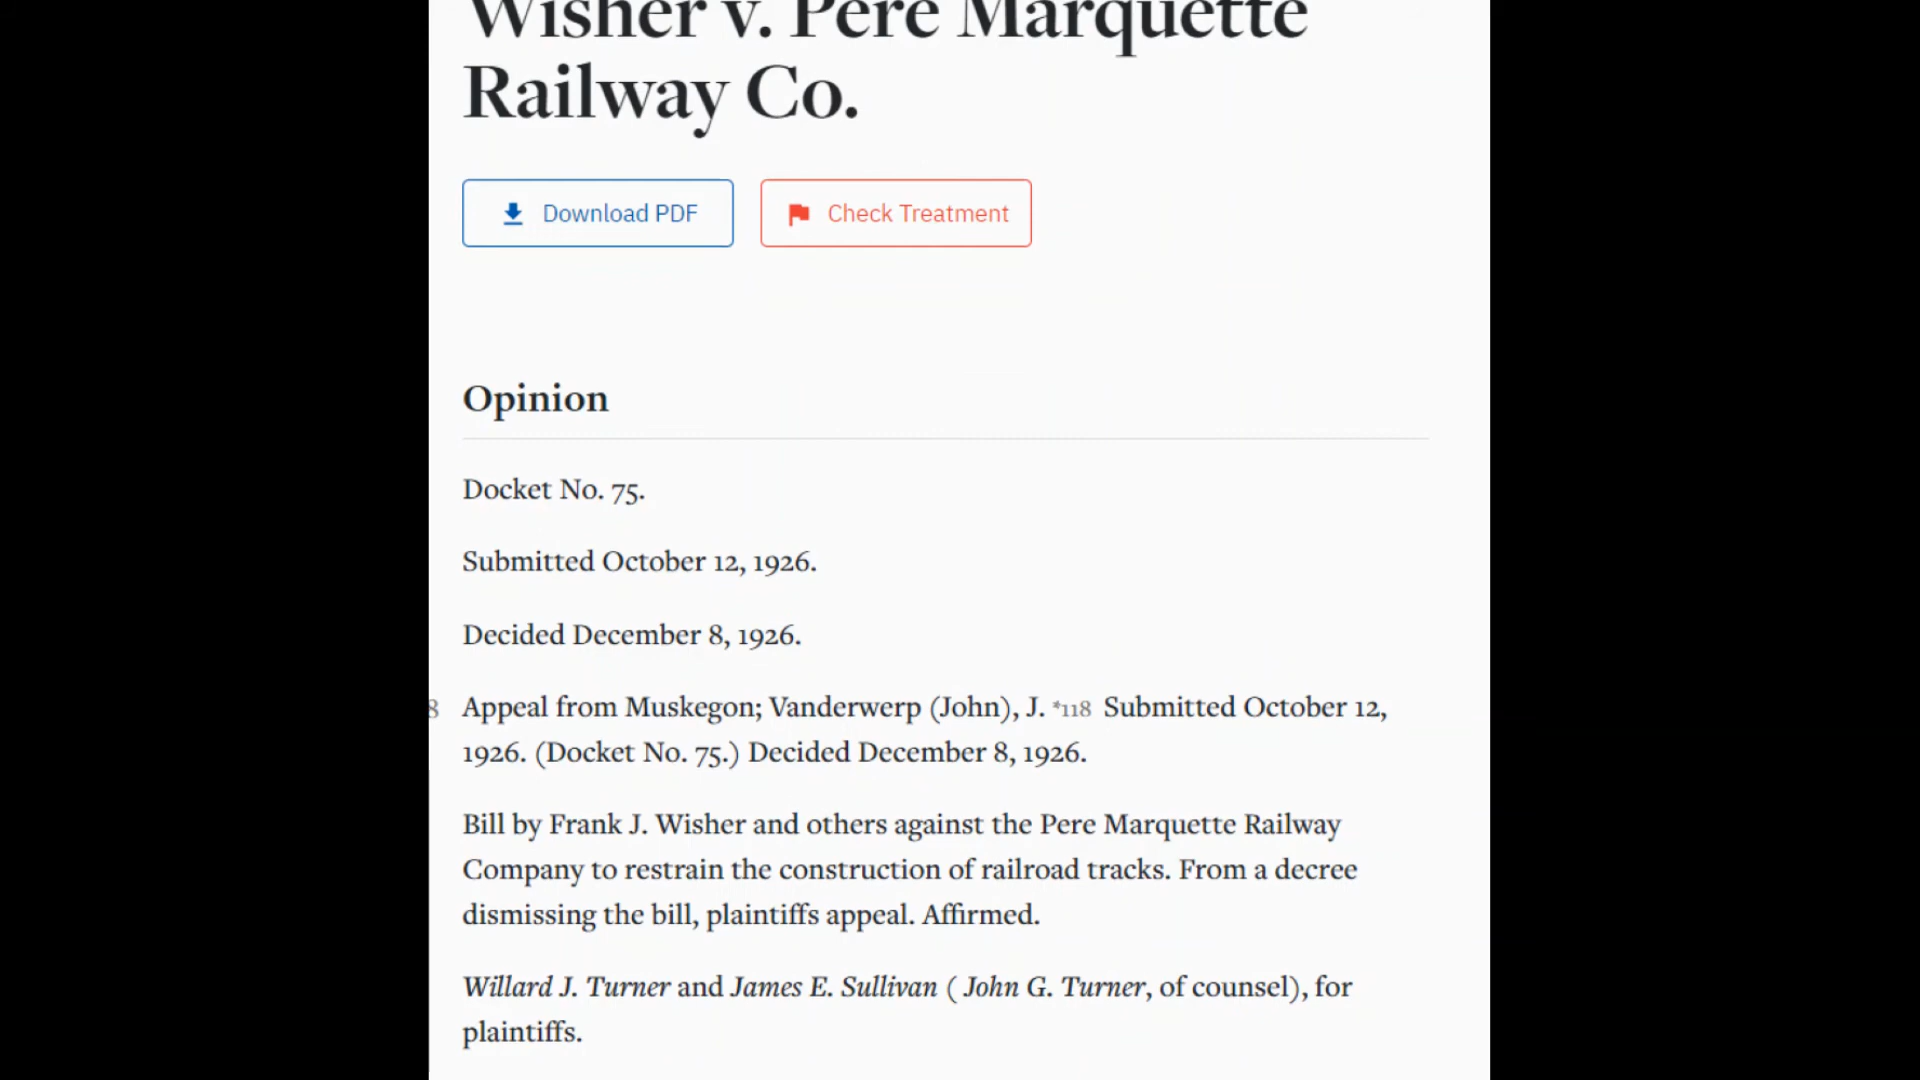 Wisher v. Pere Marquette
Railway Co.
Download PDF
Check Treatment
Opinion
Docket No. 75.
Submitted October 12, 1926.
Decided December 8, 1926.
8 Appeal from Muskegon; Vanderwerp (John), J. *118 Submitted October 12,
1926. (Docket No. 75.) Decided December 8, 1926.
Bill by Frank J. Wisher and others against the Pere Marquette Railway
Company to restrain the construction of railroad tracks. From a decree
dismissing the bill, plaintiffs appeal. Affirmed.
Willard J. Turner and James E. Sullivan ( John G. Turner, of counsel), for
plaintiffs.